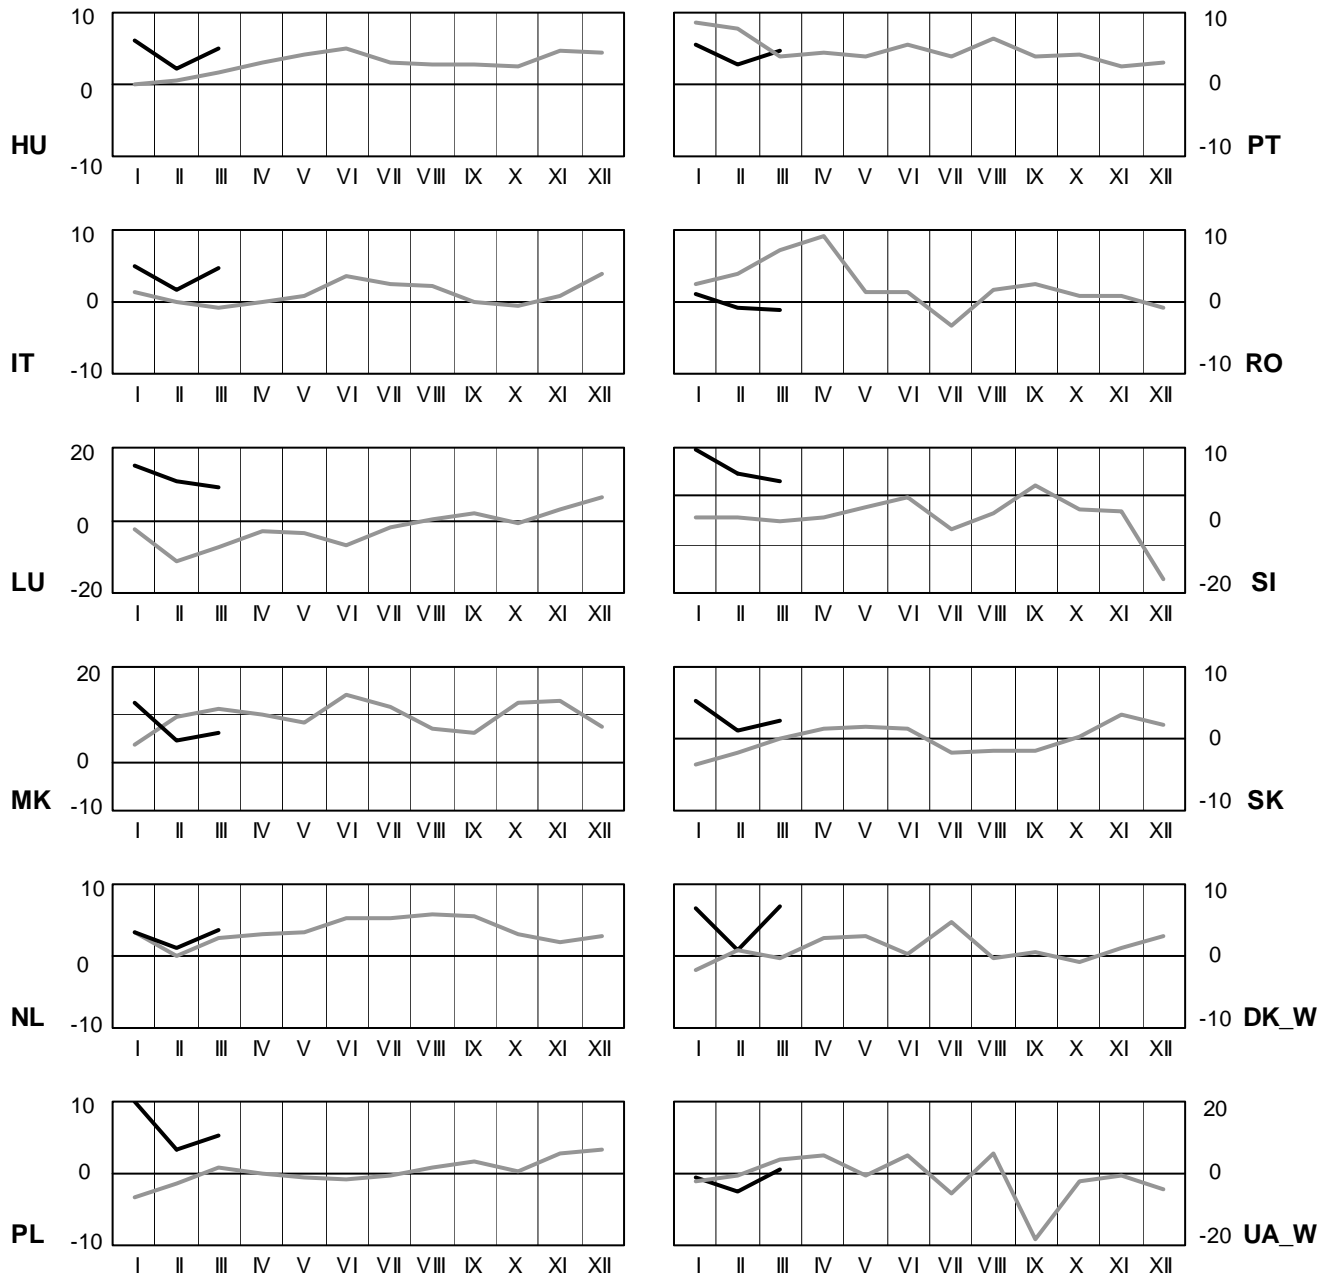 10 10
0 0
HU -10 -10 PT
I II III IV V VI VII VIII IX X XI XII I II III IV V VI VII VIII IX X XI XII
10 10
0 0
IT -10 -10 RO
I II III IV V VI VII VIII IX X XI XII I II III IV V VI VII VIII IX X XI XII
20 10
0 0
LU -20 -20 SI
I II III IV V VI VII VIII IX X XI XII I II III IV V VI VII VIII IX X XI XII
20 10
0 0
MK -10 -10 SK
I II III IV V VI VII VIII IX X XI XII I II III IV V VI VII VIII IX X XI XII
10 10
0 0
NL -10 -10 DK_W
I II III IV V VI VII VIII IX X XI XII I II III IV V VI VII VIII IX X XI XII
10 20
0 0
PL -10 -20 UA_W
I II III IV V VI VII VIII IX X XI XII I II III IV V VI VII VIII IX X XI XII